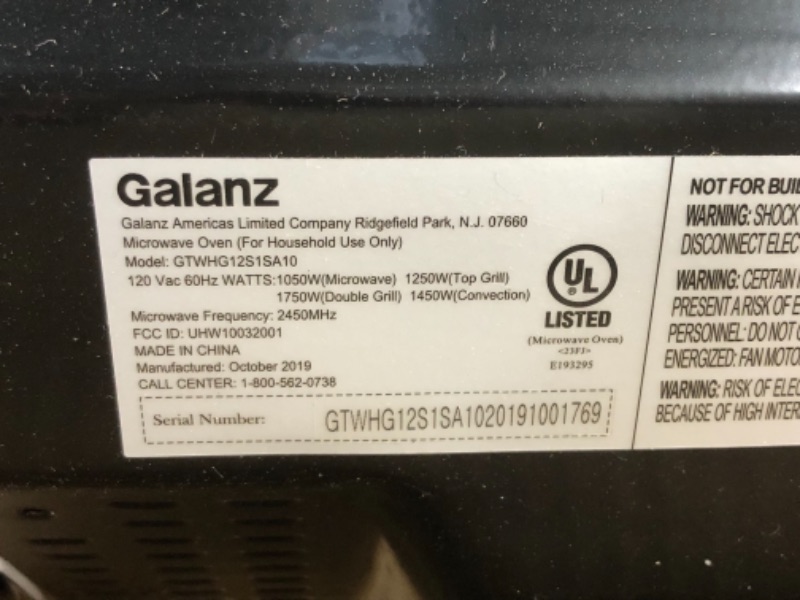 Galanz
Galanz Americas Limited Company Ridgefield Park, N.J. 07660
Microwave Oven (For Household Use Only)
Model: GTWHG12S1SA10
120 Vac 60Hz WATTS:1050W(Microwave) 1250W(Top Grill)
1750W(Double Grill) 1450W(Convection)
Microwave Frequency: 2450MHz
FCC ID: UHW10032001
MADE IN CHINA
Manufactured: October 2019
CALL CENTER: 1-800-562-0738
Serial Number: GTWHG12S1SA1020191001769
UL
®
LISTED
(Microwave Oven)
<23FJ>
E193295
NOT FOR BUI
WARNING: SHOCK
DISCONNECT ELEC
WARNING: CERTAIN
PRESENT A RISK OF E
PERSONNEL: DO NOT
ENERGIZED: FAN MOTO
WARNING: RISK OF ELEC
BECAUSE OF HIGH INTER